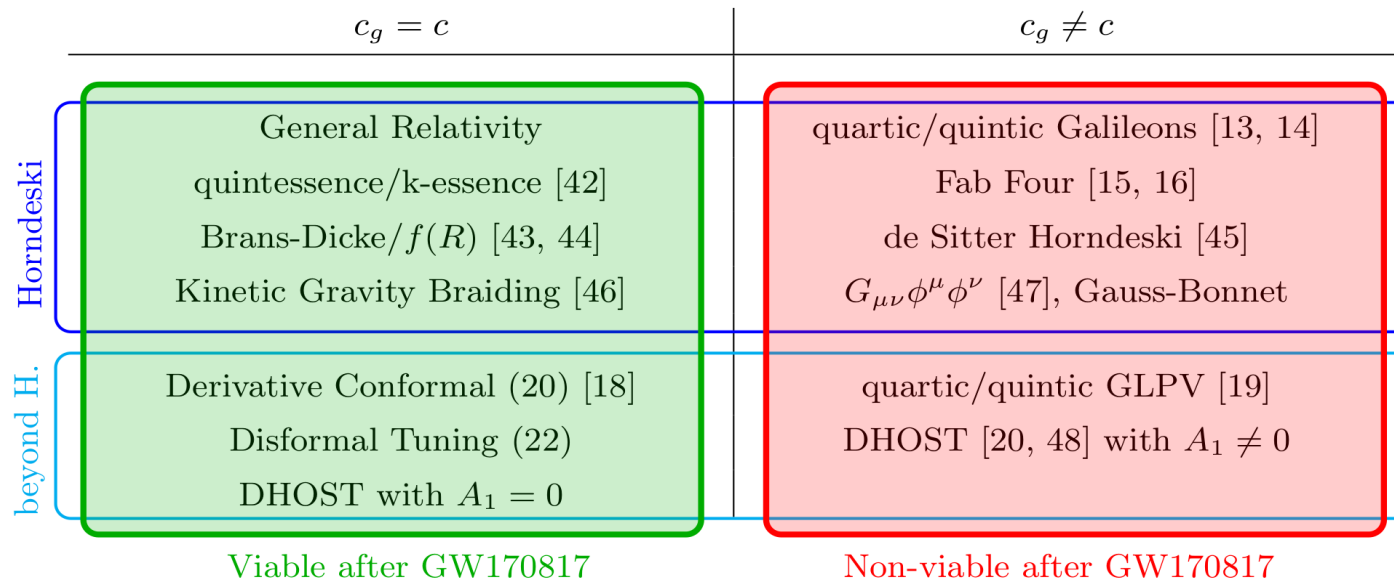 c_g = c
c_g ≠ c
Horndeski
General Relativity
quintessence/k-essence [42]
Brans-Dicke/f(R) [43, 44]
Kinetic Gravity Braiding [46]
quartic/quintic Galileons [13, 14]
Fab Four [15, 16]
de Sitter Horndeski [45]
G_{μν}φ^μφ^ν [47], Gauss-Bonnet
beyond H.
Derivative Conformal (20) [18]
Disformal Tuning (22)
DHOST with A_1 = 0
quartic/quintic GLPV [19]
DHOST [20, 48] with A_1 ≠ 0
Viable after GW170817
Non-viable after GW170817